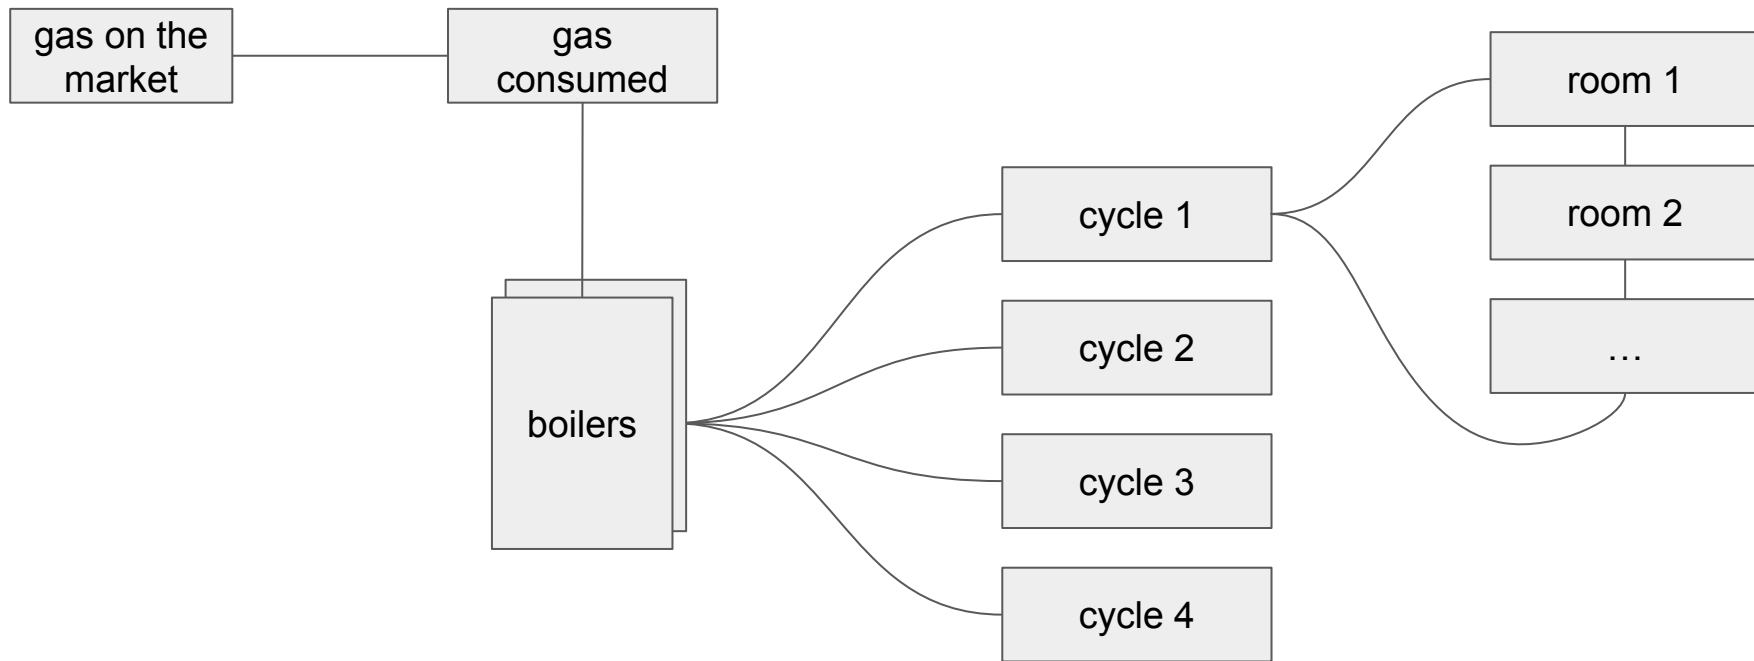 gas on the
market
gas
consumed
boilers
cycle 1
cycle 2
cycle 3
cycle 4
room 1
room 2
...